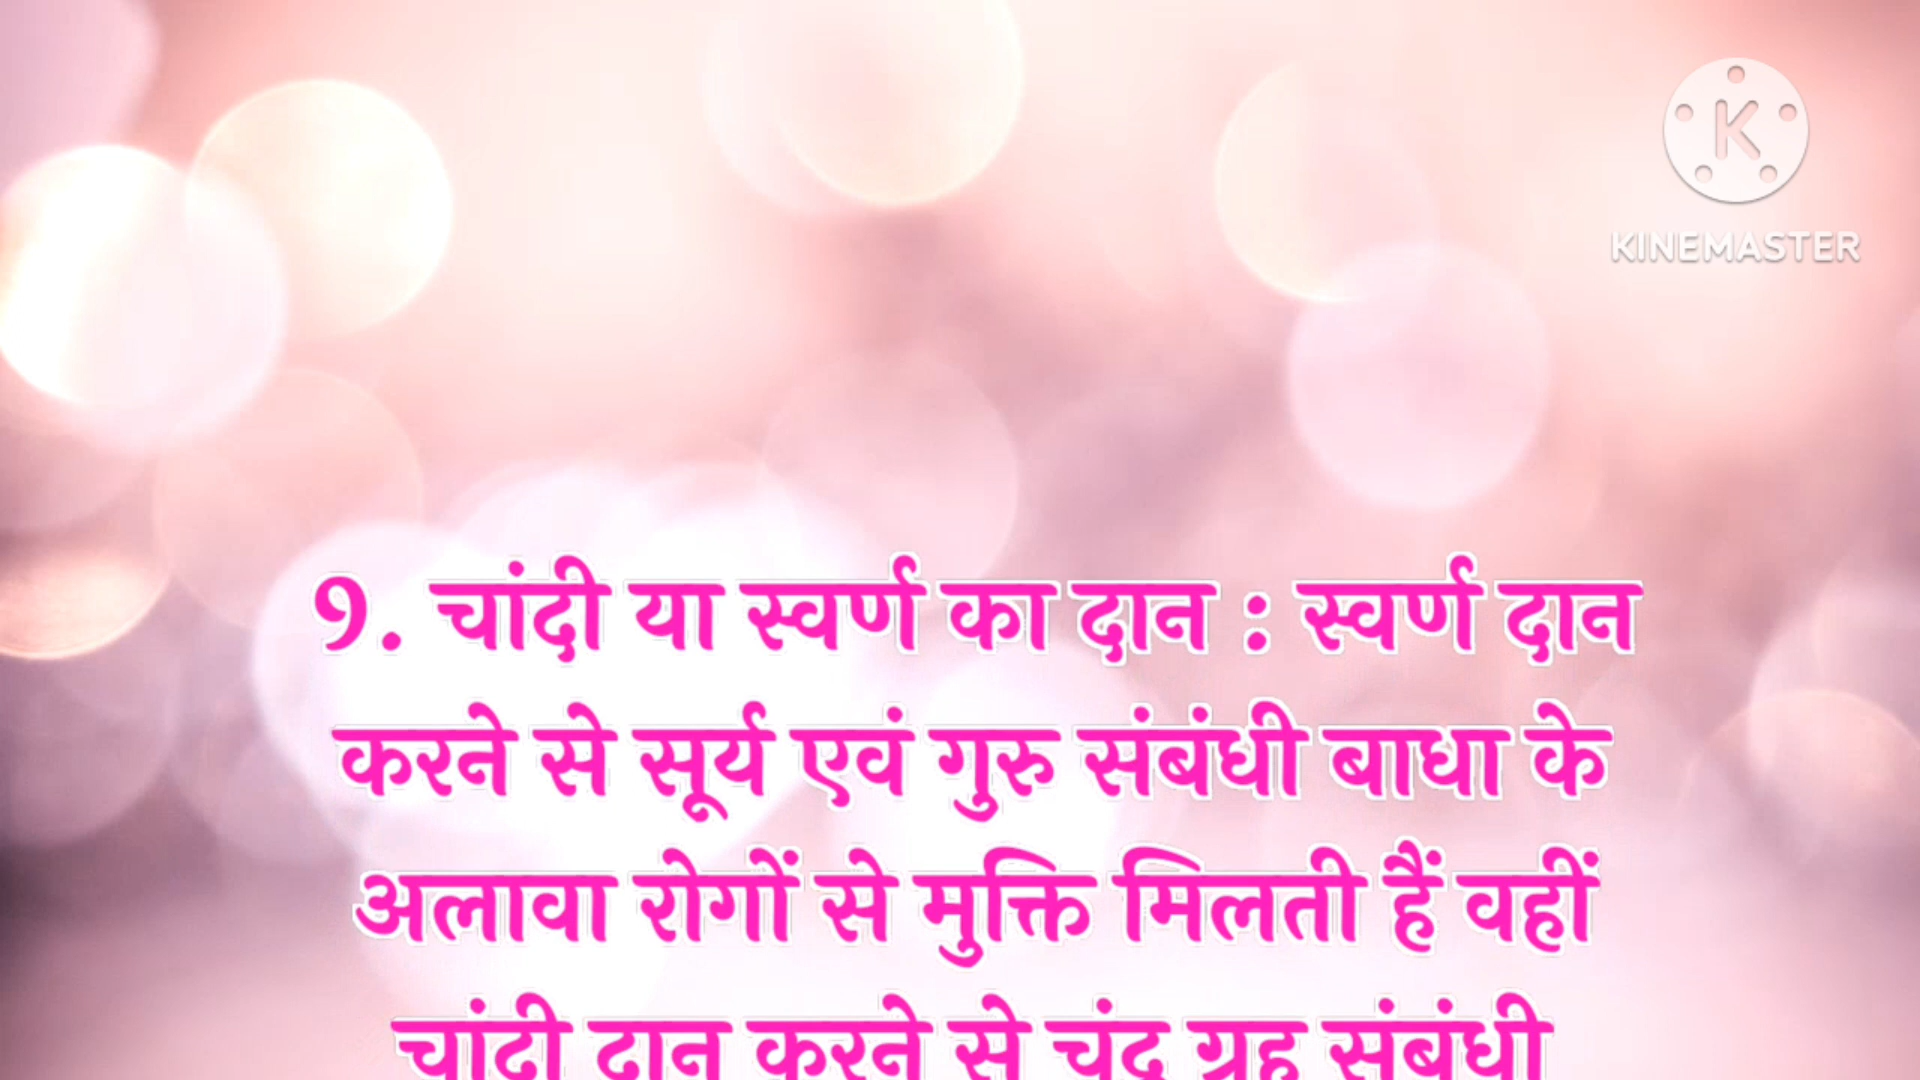 KINEMASTER
9. चांदी या स्वर्ण का दान : स्वर्ण दान
करने से सूर्य एवं गुरु संबंधी बाधा के
अलावा रोगों से मुक्ति मिलती हैं वहीं
चांदी दान करने से चंद्र ग्रह संबंधी